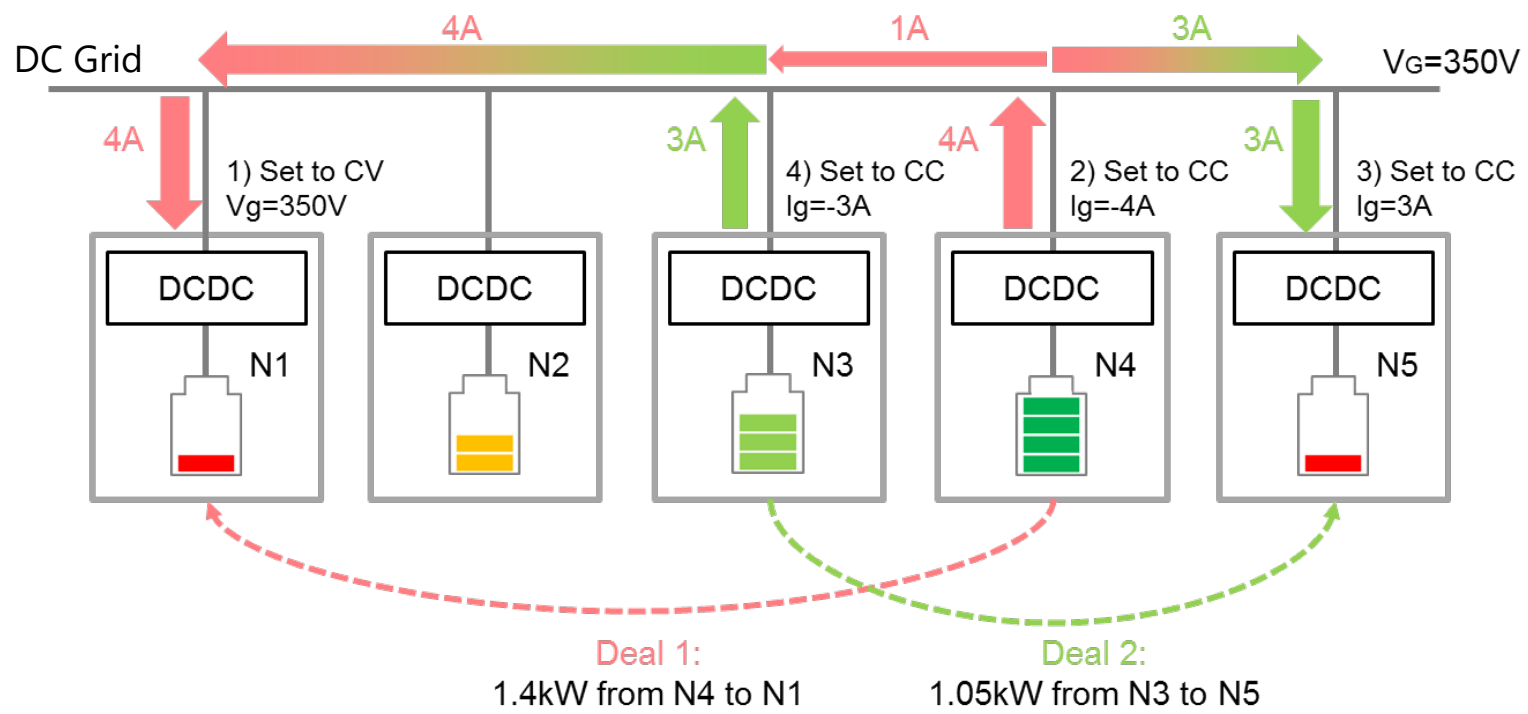 4A
1A
3A
DC Grid
VG=350V
4A
3A
4A
3A
1) Set to CV
Vg=350V
4) Set to CC
Ig=-3A
2) Set to CC
Ig=-4A
3) Set to CC
Ig=3A
DCDC
DCDC
DCDC
DCDC
DCDC
N1
N2
N3
N4
N5
Deal 1:
1.4kW from N4 to N1
Deal 2:
1.05kW from N3 to N5